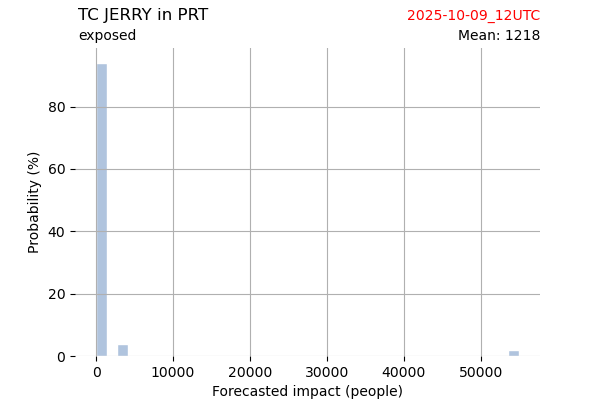 TC JERRY in PRT
2025-10-09_12UTC
exposed
Mean: 1218
80
60
40
20
0
Probability (%)
0 10000 20000 30000 40000 50000
Forecasted impact (people)